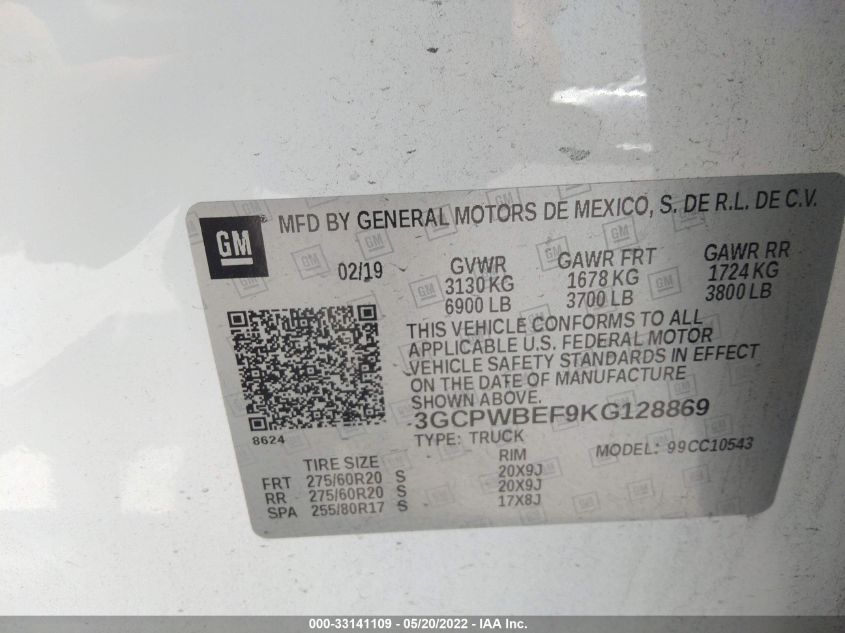 GM ® MFD BY GENERAL MOTORS DE MEXICO, S. DE R.L. DE C.V.
02/19 GVWR GAWR FRT GAWR RR
3130 KG 1678 KG 1724 KG
6900 LB 3700 LB 3800 LB
THIS VEHICLE CONFORMS TO ALL
APPLICABLE U.S. FEDERAL MOTOR
VEHICLE SAFETY STANDARDS IN EFFECT
ON THE DATE OF MANUFACTURE
SHOWN ABOVE.
3GCPWBEF9KG128869
8624 TYPE: TRUCK MODEL: 99CC10543
TIRE SIZE RIM
FRT 275/60R20 S 20X9J
RR 275/60R20 S 20X9J
SPA 255/80R17 S 17X8J
000-33141109 - 05/20/2022 - IAA Inc.